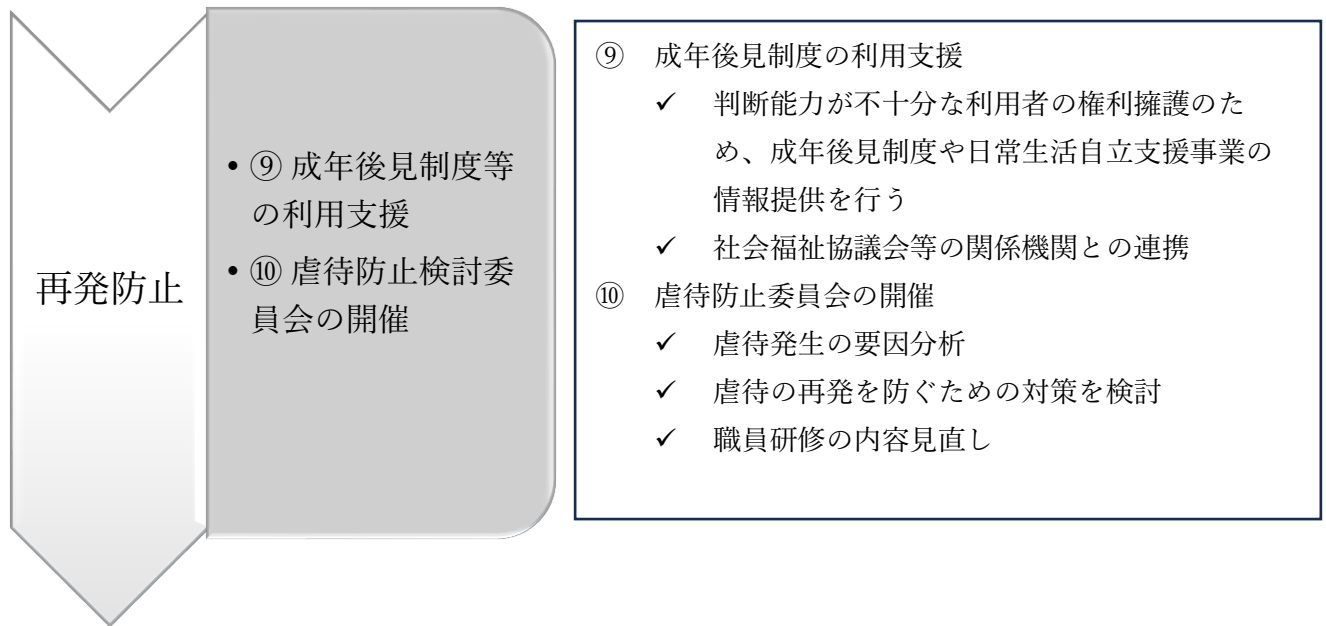 再発防止
• ⑨ 成年後見制度等
の利用支援
• ⑩ 虐待防止検討委
員会の開催
⑨ 成年後見制度の利用支援
✓ 判断能力が不十分な利用者の権利擁護のた
め、成年後見制度や日常生活自立支援事業の
情報提供を行う
✓ 社会福祉協議会等の関係機関との連携
⑩ 虐待防止委員会の開催
✓ 虐待発生の要因分析
✓ 虐待の再発を防ぐための対策を検討
✓ 職員研修の内容見直し